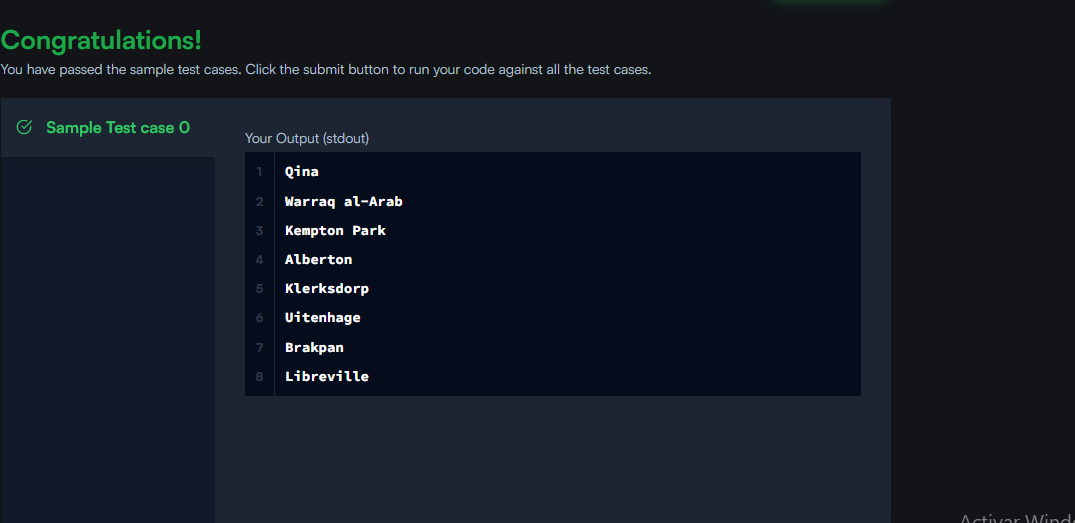 Congratulations!
You have passed the sample test cases. Click the submit button to run your code against all the test cases.
Sample Test case 0
Your Output (stdout)
1 Qina
2 Warraq al-Arab
3 Kempton Park
4 Alberton
5 Klerksdorp
6 Uitenhage
7 Brakpan
8 Libreville
Activar Wind